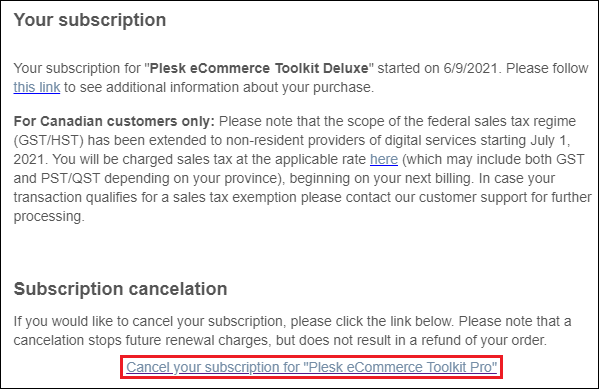 Your subscription
Your subscription for "Plesk eCommerce Toolkit Deluxe" started on 6/9/2021. Please follow
this link to see additional information about your purchase.
For Canadian customers only: Please note that the scope of the federal sales tax regime
(GST/HST) has been extended to non-resident providers of digital services starting July 1,
2021. You will be charged sales tax at the applicable rate here (which may include both GST
and PST/QST depending on your province), beginning on your next billing. In case your
transaction qualifies for a sales tax exemption please contact our customer support for further
processing.
Subscription cancelation
If you would like to cancel your subscription, please click the link below. Please note that a
cancelation stops future renewal charges, but does not result in a refund of your order.
Cancel your subscription for "Plesk eCommerce Toolkit Pro"